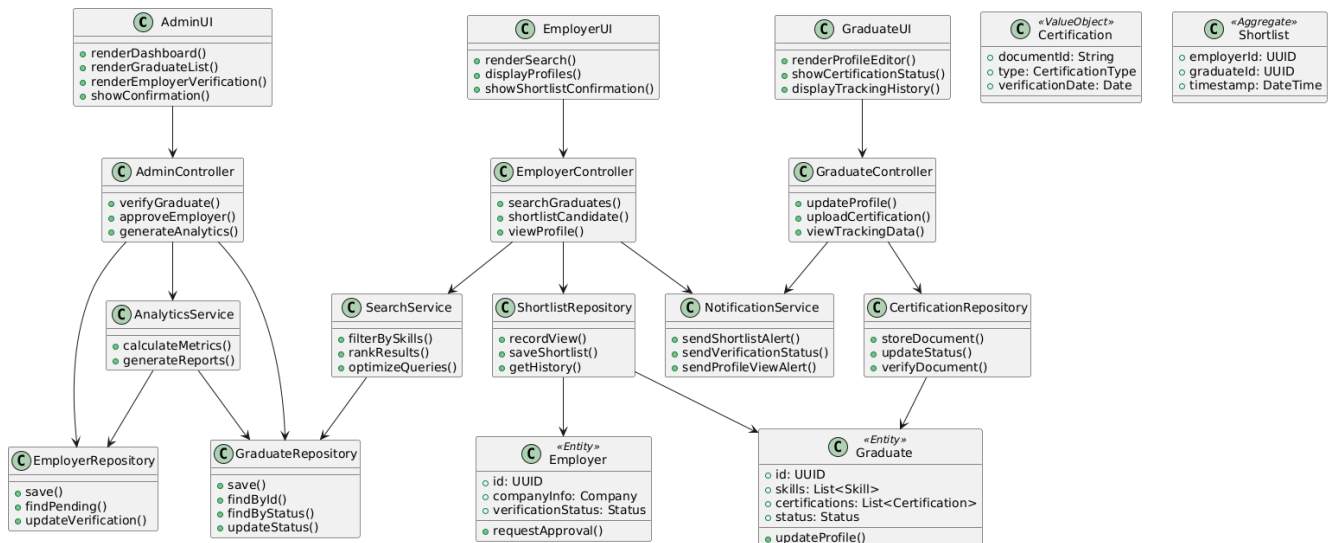 C AdminUI
renderDashboard()
renderGraduateList()
renderEmployerVerification()
showConfirmation()
C EmployerUI
renderSearch()
displayProfiles()
showShortlistConfirmation()
C GraduateUI
renderProfileEditor()
showCertificationStatus()
displayTrackingHistory()
C «ValueObject»
Certification
documentId: String
type: CertificationType
verificationDate: Date
C «Aggregate»
Shortlist
employerId: UUID
graduateId: UUID
timestamp: DateTime
C AdminController
verifyGraduate()
approveEmployer()
generateAnalytics()
C EmployerController
searchGraduates()
shortlistCandidate()
viewProfile()
C GraduateController
updateProfile()
uploadCertification()
viewTrackingData()
C AnalyticsService
calculateMetrics()
generateReports()
C SearchService
filterBySkills()
rankResults()
optimizeQueries()
C ShortlistRepository
recordView()
saveShortlist()
getHistory()
C NotificationService
sendShortlistAlert()
sendVerificationStatus()
sendProfileViewAlert()
C CertificationRepository
storeDocument()
updateStatus()
verifyDocument()
C EmployerRepository
save()
findPending()
updateVerification()
C GraduateRepository
save()
findById()
findByStatus()
updateStatus()
C «Entity»
Employer
id: UUID
companyInfo: Company
verificationStatus: Status
requestApproval()
C «Entity»
Graduate
id: UUID
skills: List<Skill>
certifications: List<Certification>
status: Status
updateProfile()